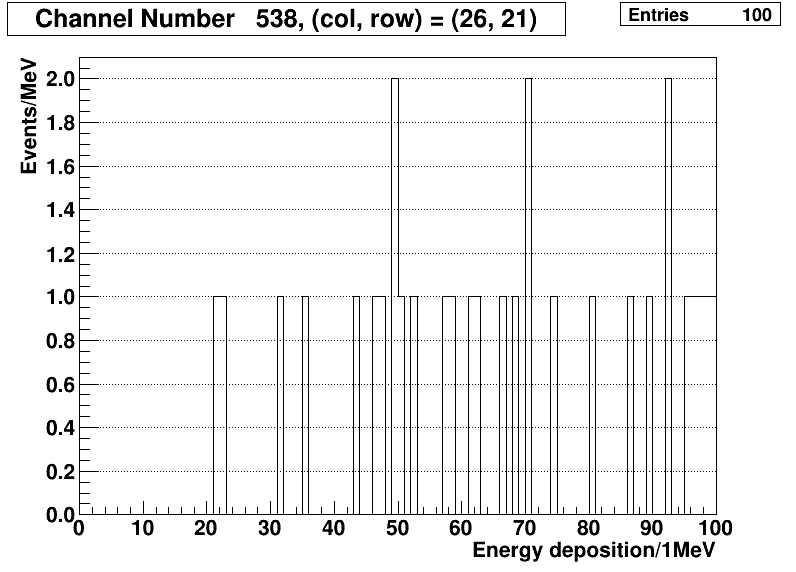 Channel Number 538, (col, row) = (26, 21)
Entries 100
Events/MeV
2.0
1.8
1.6
1.4
1.2
1.0
0.8
0.6
0.4
0.2
0.0
0 10 20 30 40 50 60 70 80 90 100
Energy deposition/1MeV